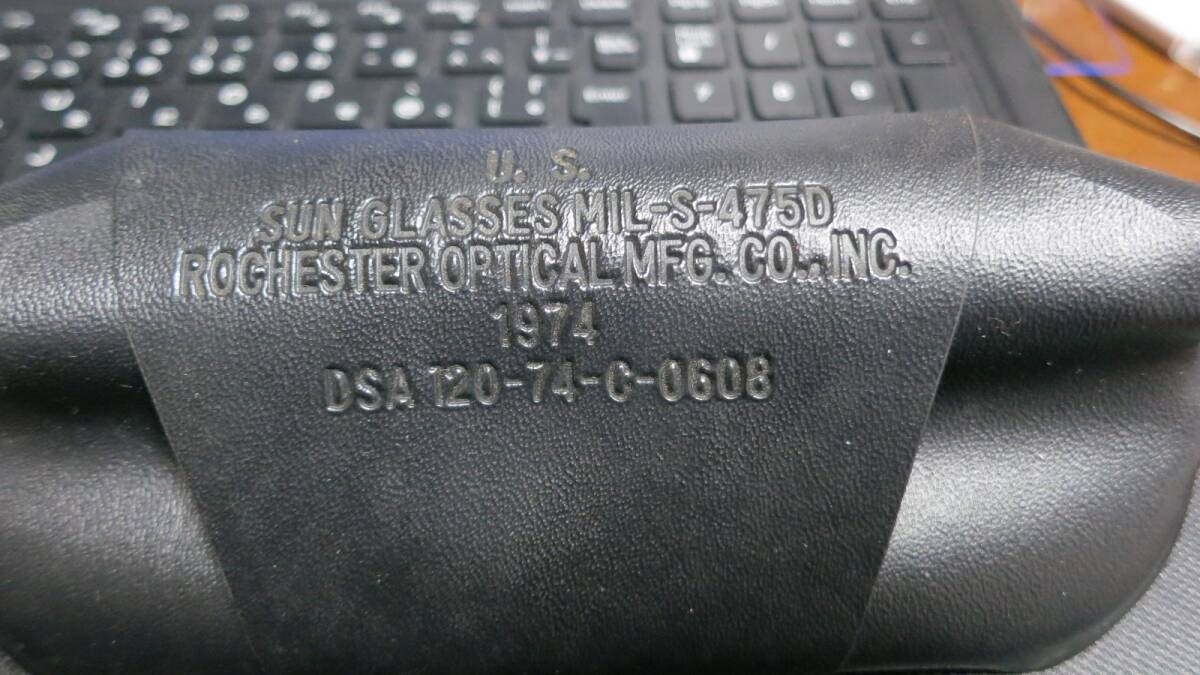 U. S.
SUN GLASSES MIL-S-475D
ROCHESTER OPTICAL MFG. CO., INC.
1974
DSA 120-74-C-0608